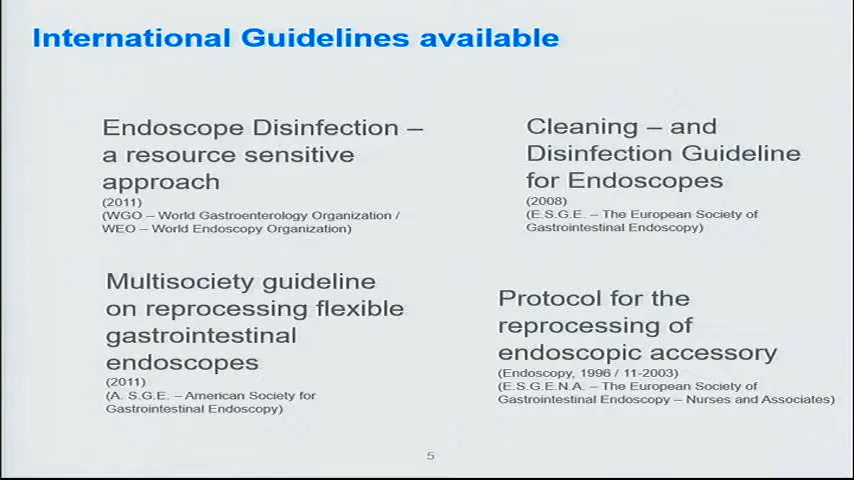 International Guidelines available
Endoscope Disinfection –
a resource sensitive
approach
(2011)
(WGO – World Gastroenterology Organization /
WEO – World Endoscopy Organization)
Cleaning – and
Disinfection Guideline
for Endoscopes
(2008)
(E.S.G.E. – The European Society of
Gastrointestinal Endoscopy)
Multisociety guideline
on reprocessing flexible
gastrointestinal
endoscopes
(2011)
(A. S.G.E. – American Society for
Gastrointestinal Endoscopy)
Protocol for the
reprocessing of
endoscopic accessory
(Endoscopy, 1996 / 11-2003)
(E.S.G.E.N.A. – The European Society of
Gastrointestinal Endoscopy – Nurses and Associates)
5